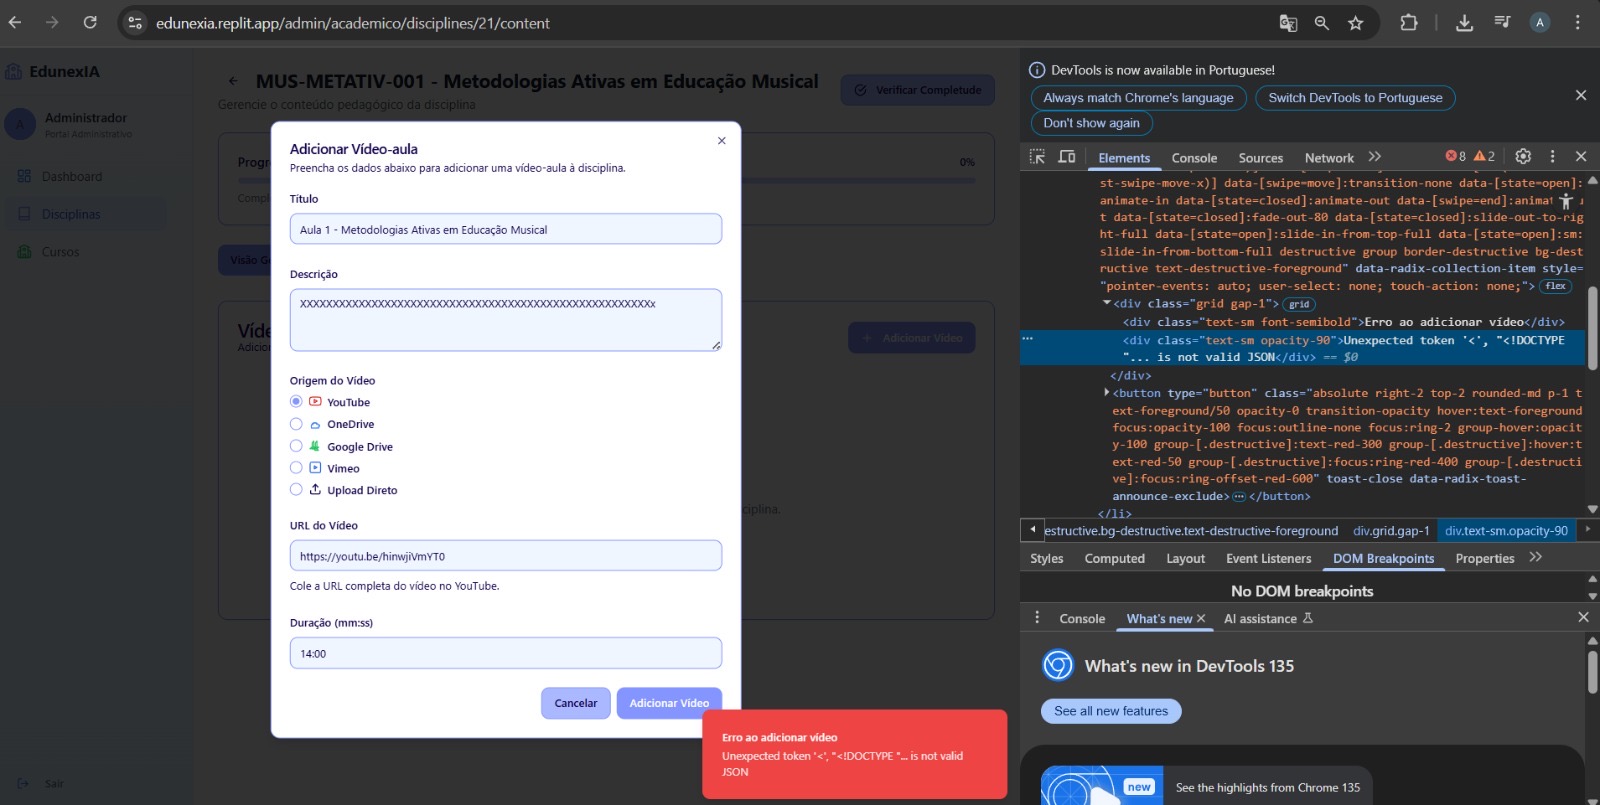 edunexia.replit.app/admin/academico/disciplines/21/content
A
EdunexIA
A
Administrador
Portal Administrativo
Dashboard
Disciplinas
Cursos
Sair
MUS-METATIV-001 - Metodologias Ativas em Educação Musical
Gerencie o conteúdo pedagógico da disciplina
Verificar Completude
Progr
0%
Comple
Visão G
Víde
Adicion
Adicionar Vídeo
ciplina.
Adicionar Vídeo-aula
Preencha os dados abaixo para adicionar uma vídeo-aula à disciplina.
Título
Aula 1 - Metodologias Ativas em Educação Musical
Descrição
XXXXXXXXXXXXXXXXXXXXXXXXXXXXXXXXXXXXXXXXXXXXXXXXXXXXXx
Origem do Vídeo
YouTube
OneDrive
Google Drive
Vimeo
Upload Direto
URL do Vídeo
https://youtu.be/hinwjiVmYT0
Cole a URL completa do vídeo no YouTube.
Duração (mm:ss)
14:00
Cancelar
Adicionar Vídeo
Erro ao adicionar vídeo
Unexpected token '<', "<!DOCTYPE "... is not valid
JSON
DevTools is now available in Portuguese!
Always match Chrome's language
Switch DevTools to Portuguese
Don't show again
Elements
Console
Sources
Network
8
2
st-swipe-move-x)] data-[swipe=move]:transition-none data-[state=open]:
animate-in data-[state=closed]:animate-out data-[swipe=end]:animat
t data-[state=closed]:fade-out-80 data-[state=closed]:slide-out-to-rig
ht-full data-[state=open]:slide-in-from-top-full data-[state=open]:sm:
slide-in-from-bottom-full destructive group border-destructive bg-dest
ructive text-destructive-foreground" data-radix-collection-item style=
"pointer-events: auto; user-select: none; touch-action: none;"> flex
<div class="grid gap-1"> grid
<div class="text-sm font-semibold">Erro ao adicionar vídeo</div>
<div class="text-sm opacity-90">Unexpected token '<', "<!DOCTYPE
"... is not valid JSON</div> == $0
</div>
<button type="button" class="absolute right-2 top-2 rounded-md p-1 t
ext-foreground/50 opacity-0 transition-opacity hover:text-foreground
focus:opacity-100 focus:outline-none focus:ring-2 group-hover:opacit
y-100 group-[.destructive]:text-red-300 group-[.destructive]:hover:t
ext-red-50 group-[.destructive]:focus:ring-red-400 group-[.destructi
ve]:focus:ring-offset-red-600" toast-close data-radix-toast-
announce-exclude> </button>
</li>
estructive.bg-destructive.text-destructive-foreground
div.grid.gap-1
div.text-sm.opacity-90
Styles
Computed
Layout
Event Listeners
DOM Breakpoints
Properties
No DOM breakpoints
Console
What's new
AI assistance
What's new in DevTools 135
See all new features
new
See the highlights from Chrome 135